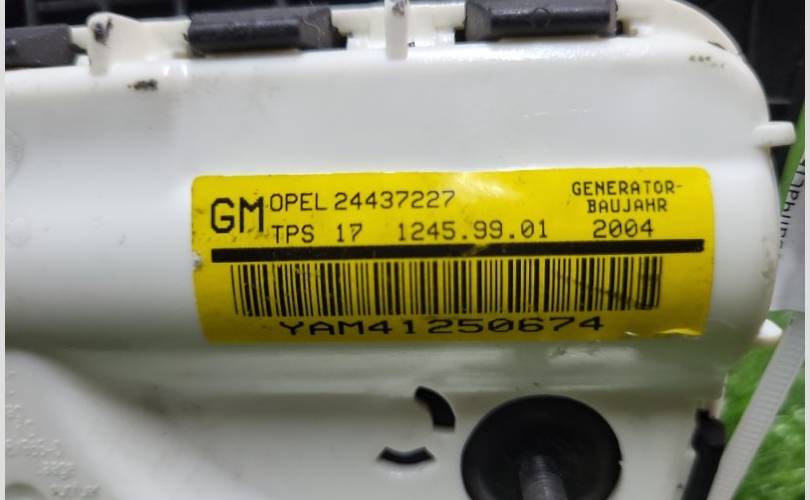 GM OPEL 24437227
TPS 17 1245.99.01
GENERATOR-
BAUJAHR
2004
YAM41250674